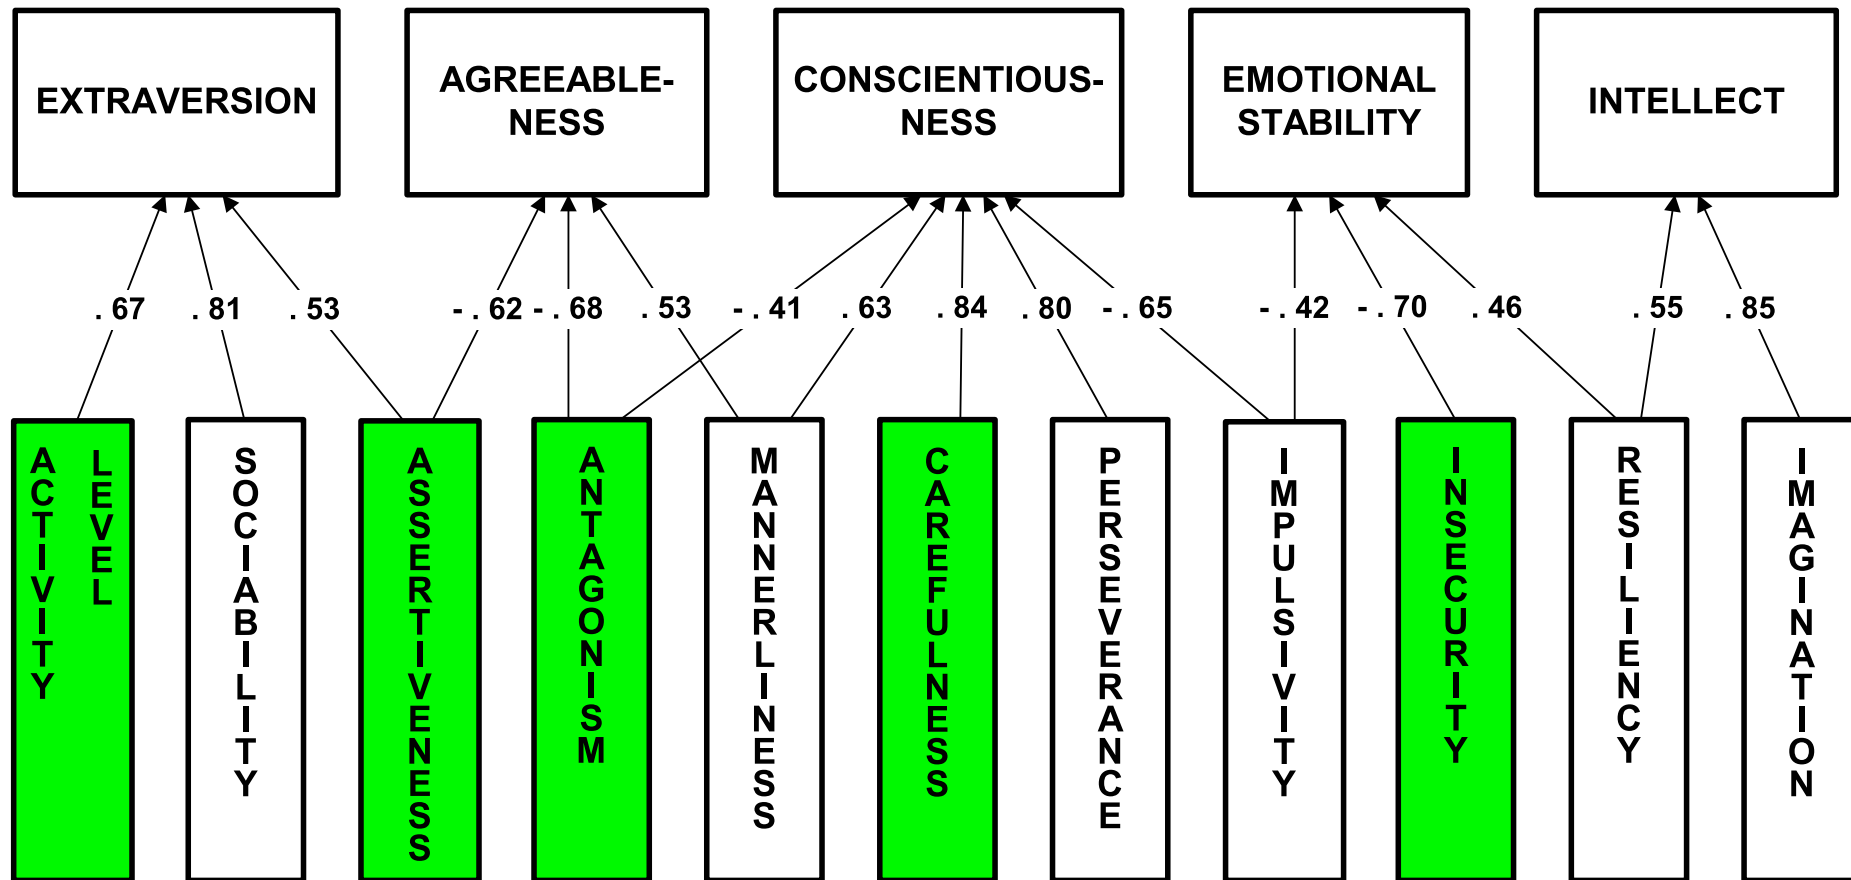 EXTRAVERSION
AGREEABLE-
NESS
CONSCIENTIOUS-
NESS
EMOTIONAL
STABILITY
INTELLECT
.67
.81
.53
-.62
-.68
.53
-.41
.63
.84
.80
-.65
-.42
-.70
.46
.55
.85
ACTIVITY
LEVEL
SOCIABILITY
ASSERTIVENESS
ANTAGONISM
MANNERLINESS
CAREFULNESS
PERSEVERANCE
IMPULSIVITY
INSECURITY
RESILIENCY
IMAGINATION